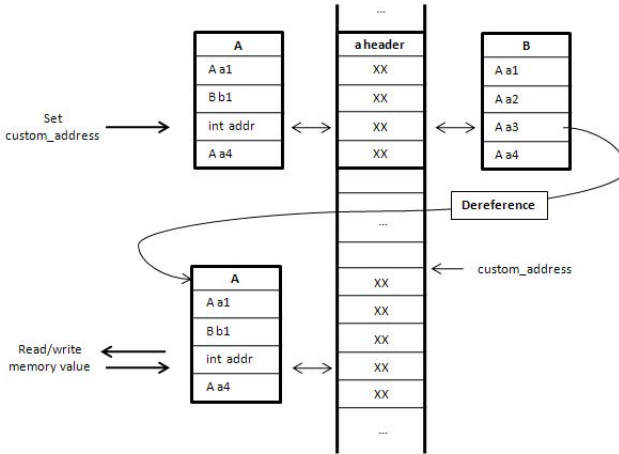 ...
A
a header
B
A a1
XX
A a1
B b1
XX
A a2
Set
custom_address
int addr
XX
A a3
A a4
XX
A a4
Dereference
...
A
custom_address
XX
A a1
XX
B b1
XX
Read/write
memory value
int addr
XX
A a4
XX
...